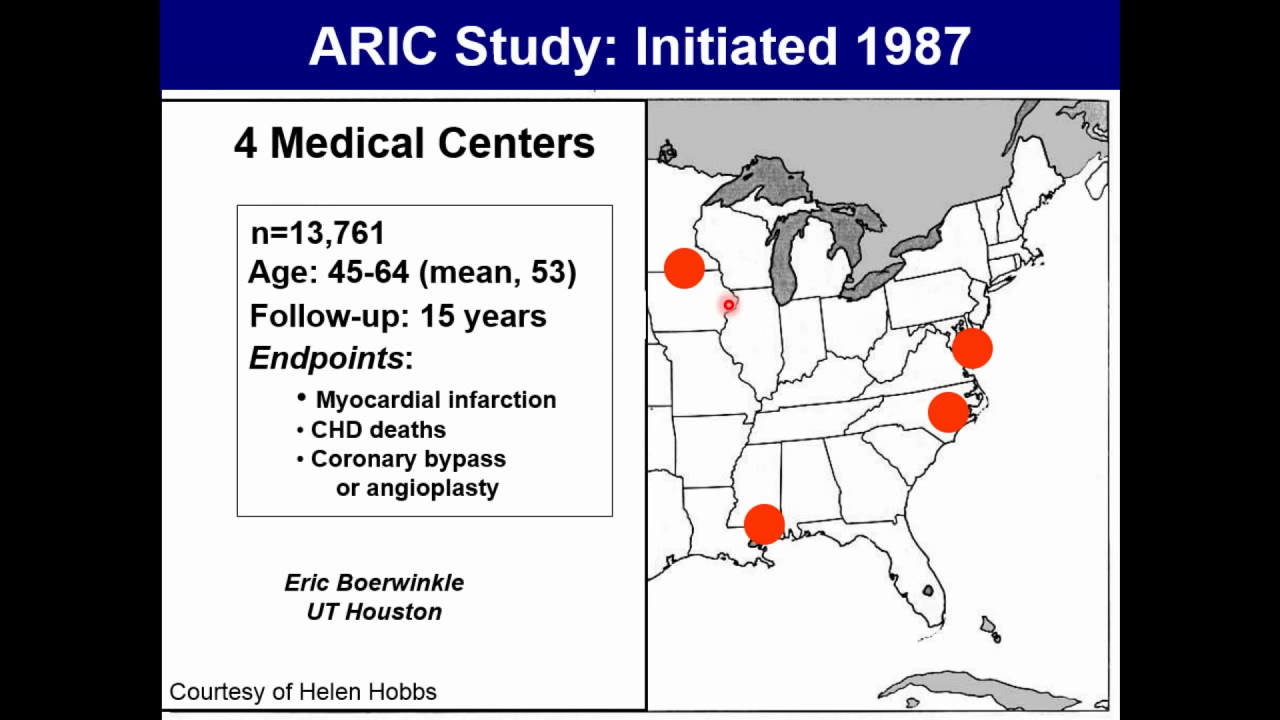 ARIC Study: Initiated 1987
4 Medical Centers
n=13,761
Age: 45-64 (mean, 53)
Follow-up: 15 years
Endpoints:
• Myocardial infarction
• CHD deaths
• Coronary bypass
or angioplasty
Eric Boerwinkle
UT Houston
Courtesy of Helen Hobbs